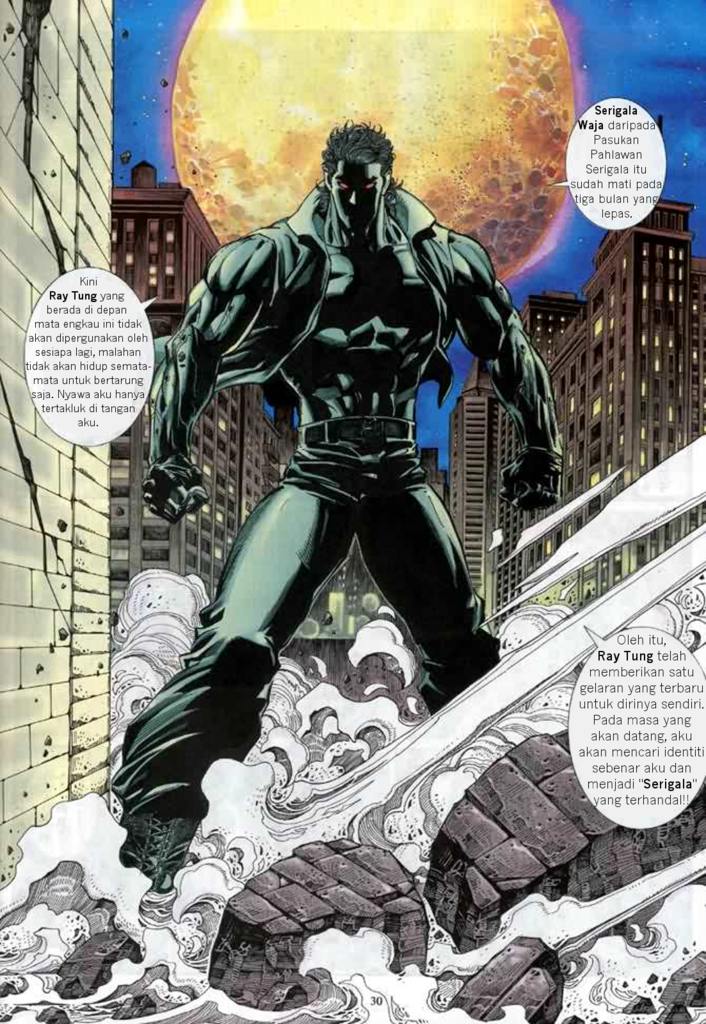 Serigala
Waja daripada
Pasukan
Pahlawan
Serigala itu
sudah mati pada
tiga bulan yang
lepas.
Kini
Ray Tung yang
berada di depan
mata engkau ini tidak
akan dipergunakan oleh
sesiapa lagi, malahan
tidak akan hidup semata-
mata untuk bertarung
saja. Nyawa aku hanya
tertakluk di tangan
aku.
Oleh itu,
Ray Tung telah
memberikan satu
gelaran yang terbaru
untuk dirinya sendiri.
Pada masa yang
akan datang, aku
akan mencari identiti
sebenar aku dan
menjadi "Serigala"
yang terhandal!!
30